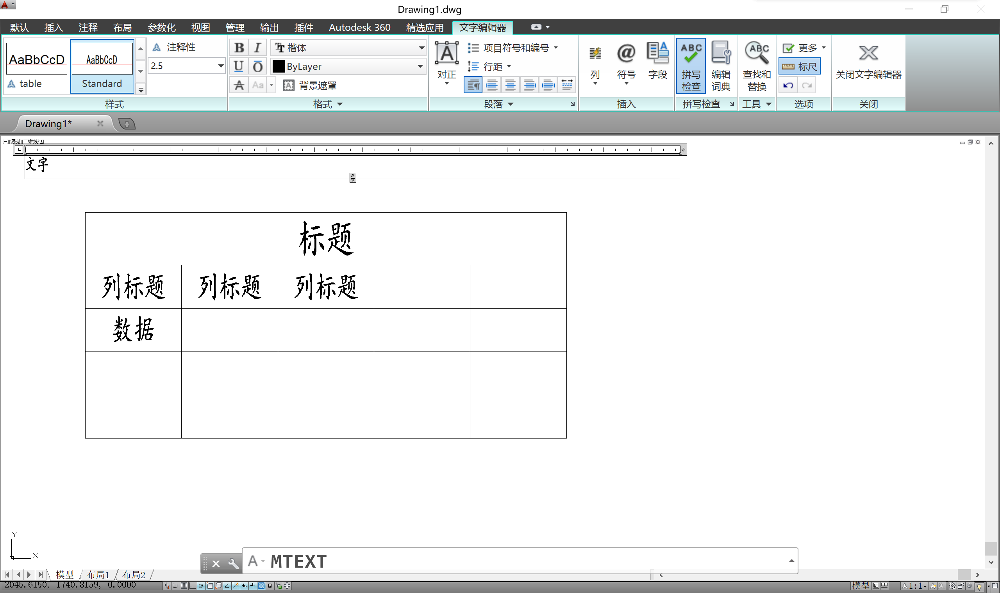 Drawing1.dwg
默认 插入 注释 布局 参数化 视图 管理 输出 插件 Autodesk 360 精选应用 文字编辑器
AaBbCcD AaBbCcD 注释性
table Standard 2.5
B I 楷体
U O ByLayer
A Aa 背景遮罩
A 对正
项目符号和编号
行距
列 @ 符号 A 字段
ABC 拼写检查 编辑词典
ABC 查找和替换
更多
标尺
关闭文字编辑器
样式 格式 段落 插入 拼写检查 工具 选项 关闭
Drawing1*
[−][俯视][二维线框]
文字
标题
列标题 列标题 列标题
数据
Y
X
A MTEXT
模型 布局1 布局2
2045.6150, 1740.8159, 0.0000 模型 1:1